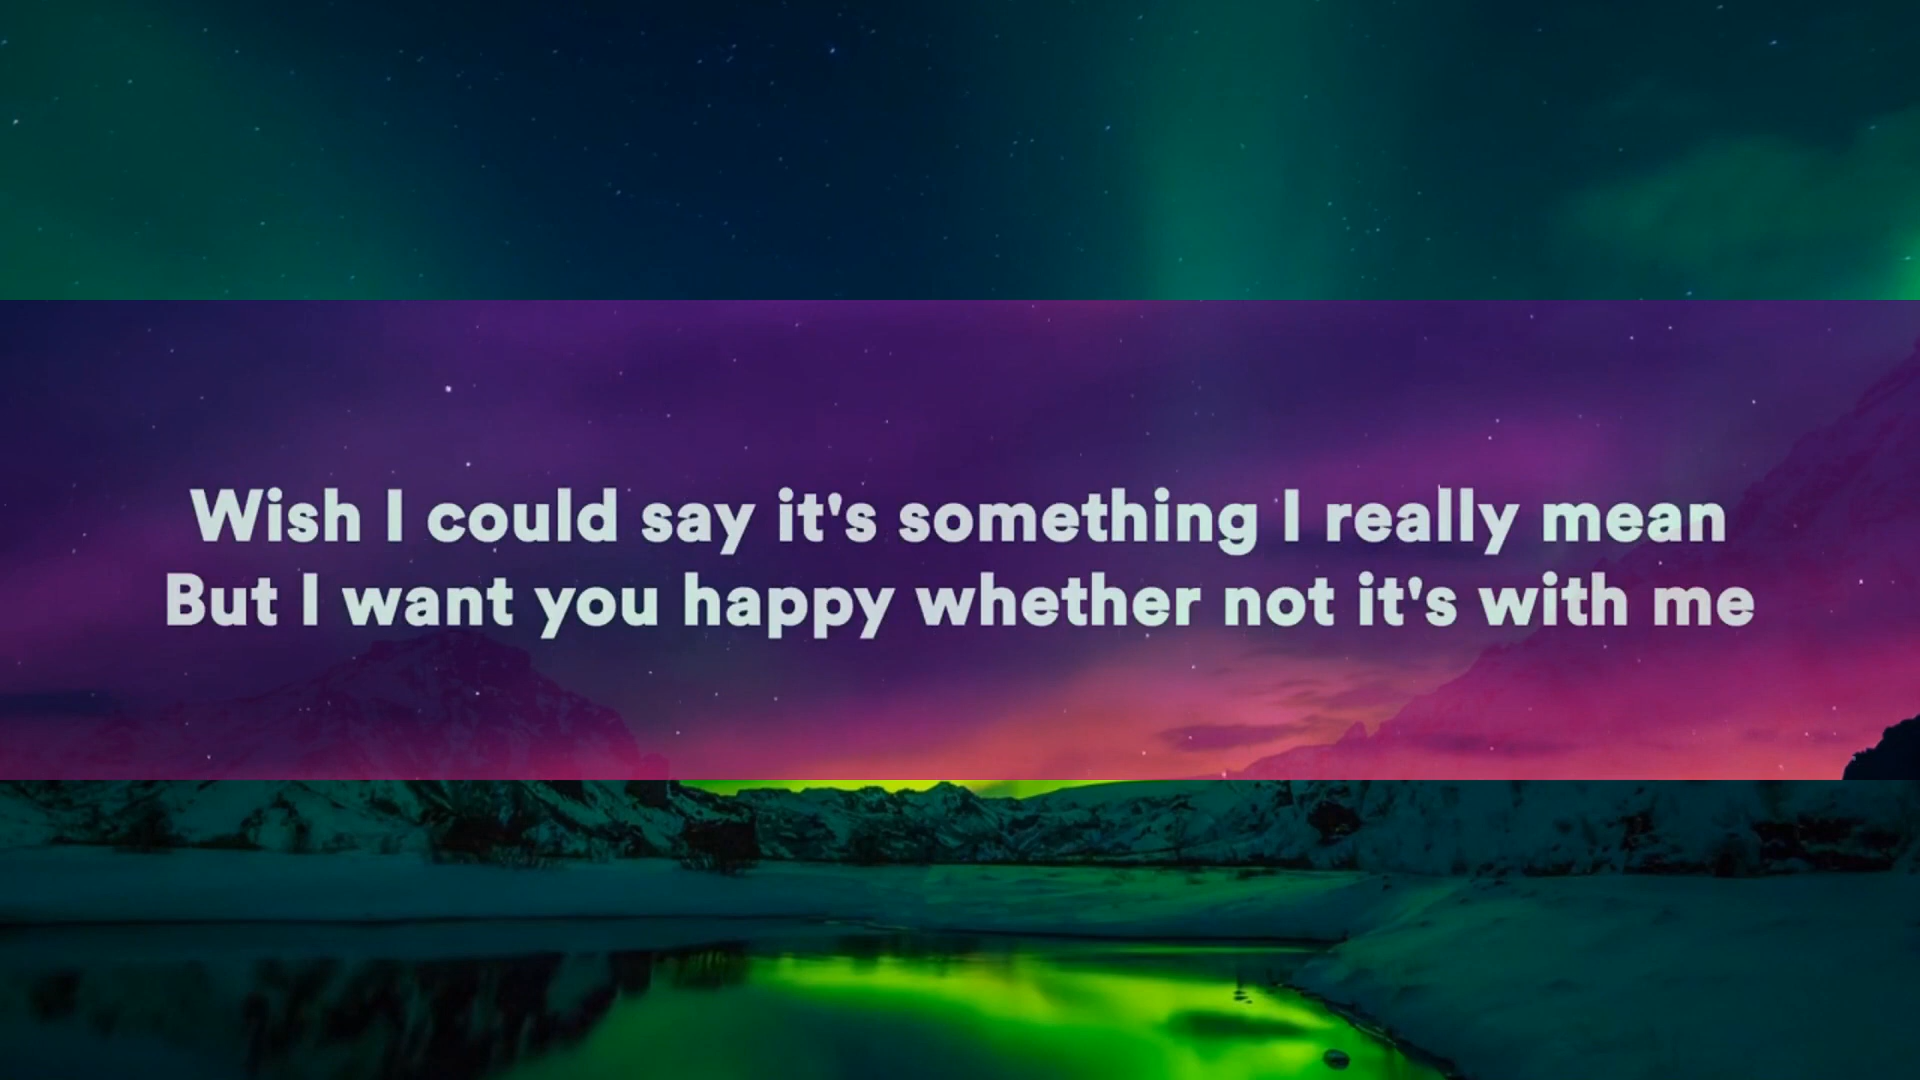 Wish I could say it's something I really mean
But I want you happy whether not it's with me